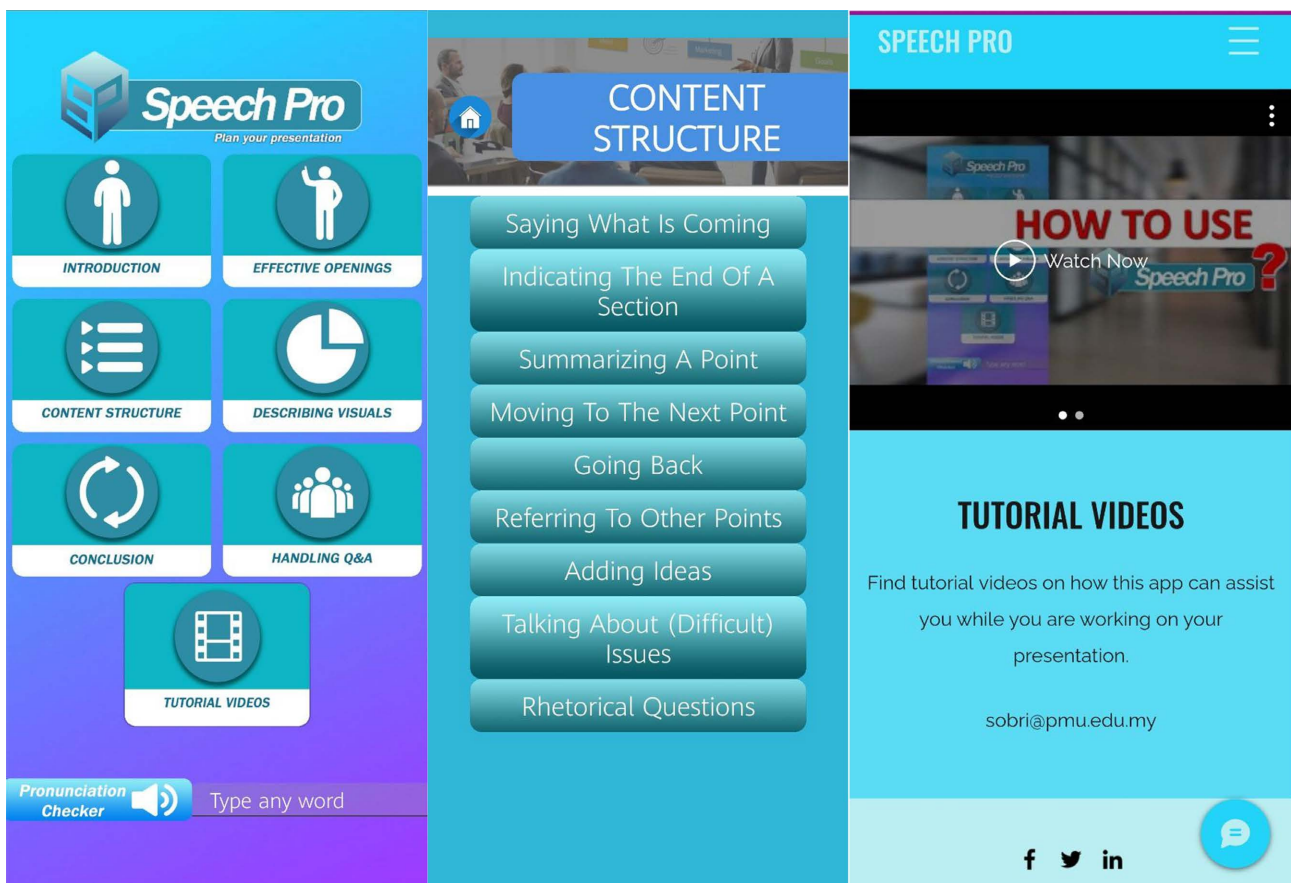 Speech Pro
Plan your presentation
INTRODUCTION
EFFECTIVE OPENINGS
CONTENT STRUCTURE
DESCRIBING VISUALS
CONCLUSION
HANDLING Q&A
TUTORIAL VIDEOS
Pronunciation
Checker
Type any word
CONTENT
STRUCTURE
Saying What Is Coming
Indicating The End Of A
Section
Summarizing A Point
Moving To The Next Point
Going Back
Referring To Other Points
Adding Ideas
Talking About (Difficult)
Issues
Rhetorical Questions
SPEECH PRO
Speech Pro
HOW TO USE
Watch Now
Speech Pro ?
TUTORIAL VIDEOS
Find tutorial videos on how this app can assist
you while you are working on your
presentation.
sobri@pmu.edu.my